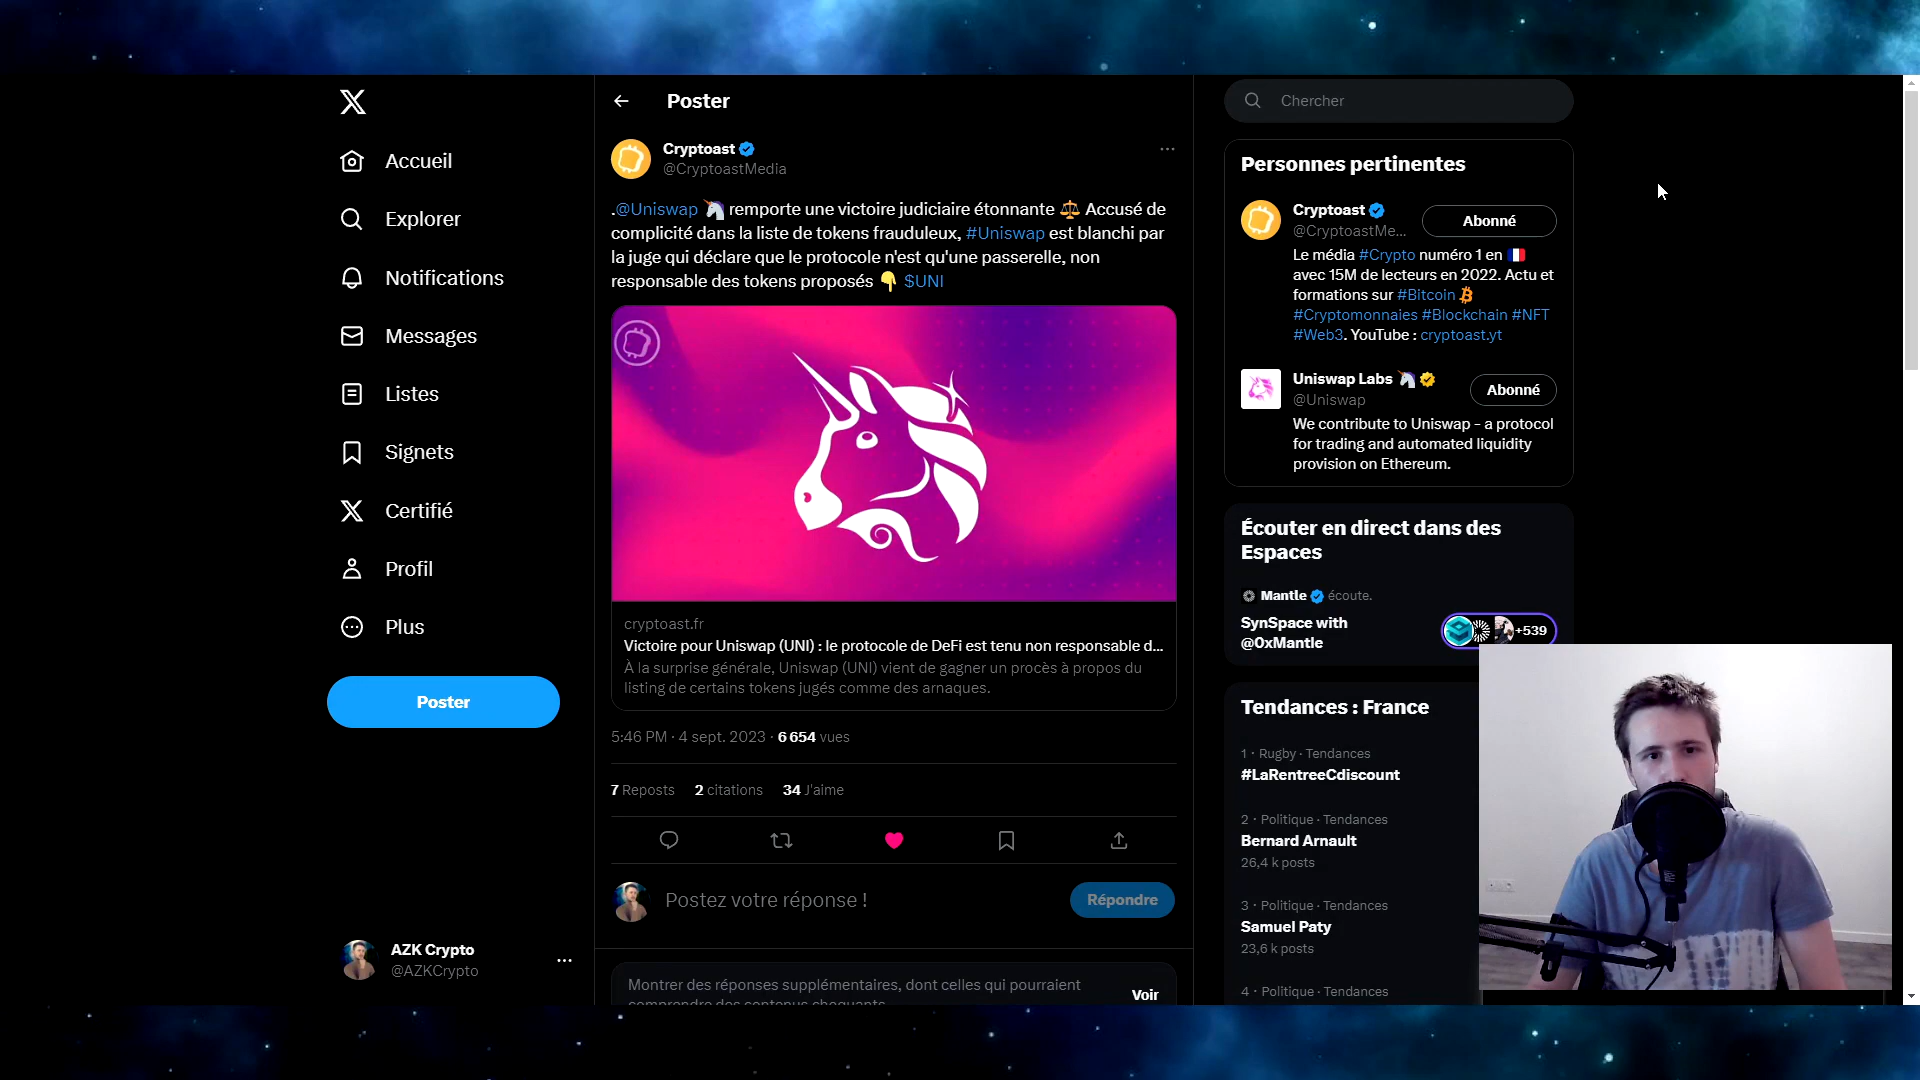 Accueil
Explorer
Notifications
Messages
Listes
Signets
Certifié
Profil
Plus
Poster
AZK Crypto
@AZKCrypto
Poster
Cryptoast
@CryptoastMedia
.@Uniswap 🦄 remporte une victoire judiciaire étonnante ⚖️ Accusé de
complicité dans la liste de tokens frauduleux, #Uniswap est blanchi par
la juge qui déclare que le protocole n'est qu'une passerelle, non
responsable des tokens proposés 👇 $UNI
cryptoast.fr
Victoire pour Uniswap (UNI) : le protocole de DeFi est tenu non responsable d...
À la surprise générale, Uniswap (UNI) vient de gagner un procès à propos du
listing de certains tokens jugés comme des arnaques.
5:46 PM · 4 sept. 2023 · 6 654 vues
7 Reposts 2 citations 34 J'aime
Postez votre réponse !
Répondre
Montrer des réponses supplémentaires, dont celles qui pourraient
comprendre des contenus choquants
Voir
Chercher
Personnes pertinentes
Cryptoast
@CryptoastMe...
Abonné
Le média #Crypto numéro 1 en 🇫🇷
avec 15M de lecteurs en 2022. Actu et
formations sur #Bitcoin
#Cryptomonnaies #Blockchain #NFT
#Web3. YouTube : cryptoast.yt
Uniswap Labs 🦄
@Uniswap
Abonné
We contribute to Uniswap - a protocol
for trading and automated liquidity
provision on Ethereum.
Écouter en direct dans des
Espaces
Mantle écoute.
SynSpace with
@0xMantle
+539
Tendances : France
1 · Rugby · Tendances
#LaRentreeCdiscount
2 · Politique · Tendances
Bernard Arnault
26,4 k posts
3 · Politique · Tendances
Samuel Paty
23,6 k posts
4 · Politique · Tendances